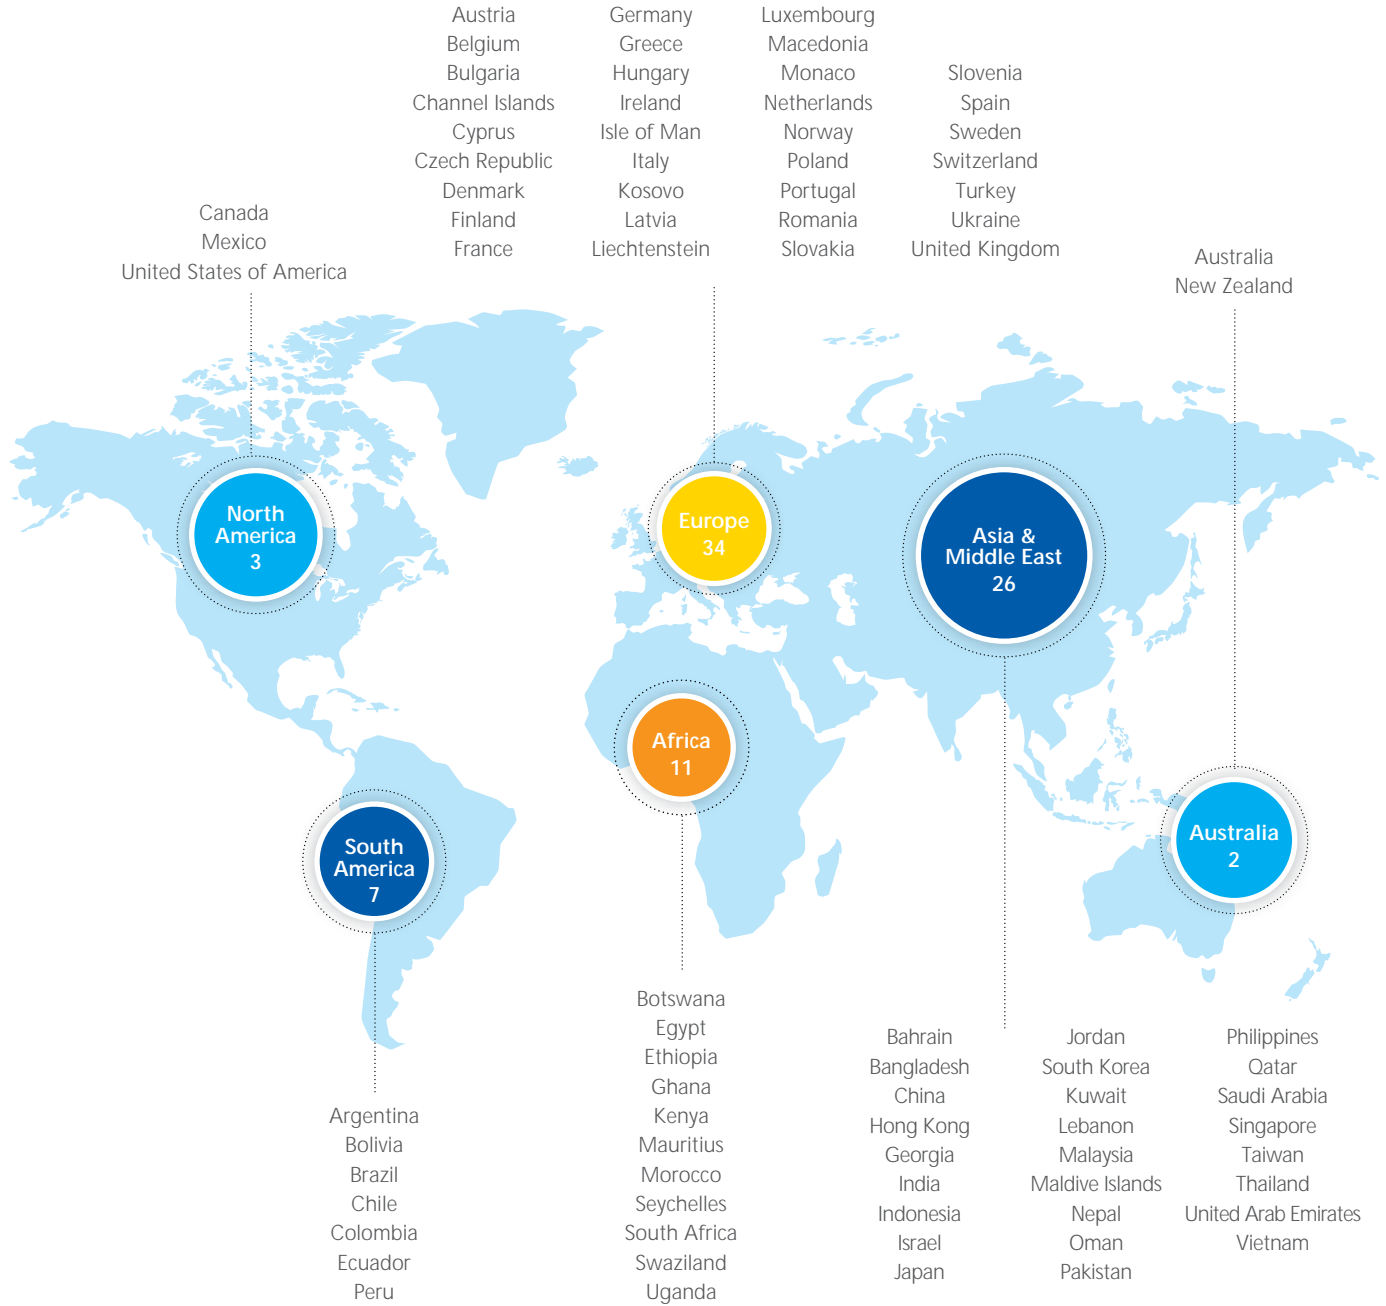 Austria
Belgium
Bulgaria
Channel Islands
Cyprus
Czech Republic
Denmark
Finland
France
Germany
Greece
Hungary
Ireland
Isle of Man
Italy
Kosovo
Latvia
Liechtenstein
Luxembourg
Macedonia
Monaco
Netherlands
Norway
Poland
Portugal
Romania
Slovakia
Slovenia
Spain
Sweden
Switzerland
Turkey
Ukraine
United Kingdom
Canada
Mexico
United States of America
Australia
New Zealand
North
America
3
Europe
34
Asia &
Middle East
26
Africa
11
South
America
7
Australia
2
Argentina
Bolivia
Brazil
Chile
Colombia
Ecuador
Peru
Botswana
Egypt
Ethiopia
Ghana
Kenya
Mauritius
Morocco
Seychelles
South Africa
Swaziland
Uganda
Bahrain
Bangladesh
China
Hong Kong
Georgia
India
Indonesia
Israel
Japan
Jordan
South Korea
Kuwait
Lebanon
Malaysia
Maldive Islands
Nepal
Oman
Pakistan
Philippines
Qatar
Saudi Arabia
Singapore
Taiwan
Thailand
United Arab Emirates
Vietnam